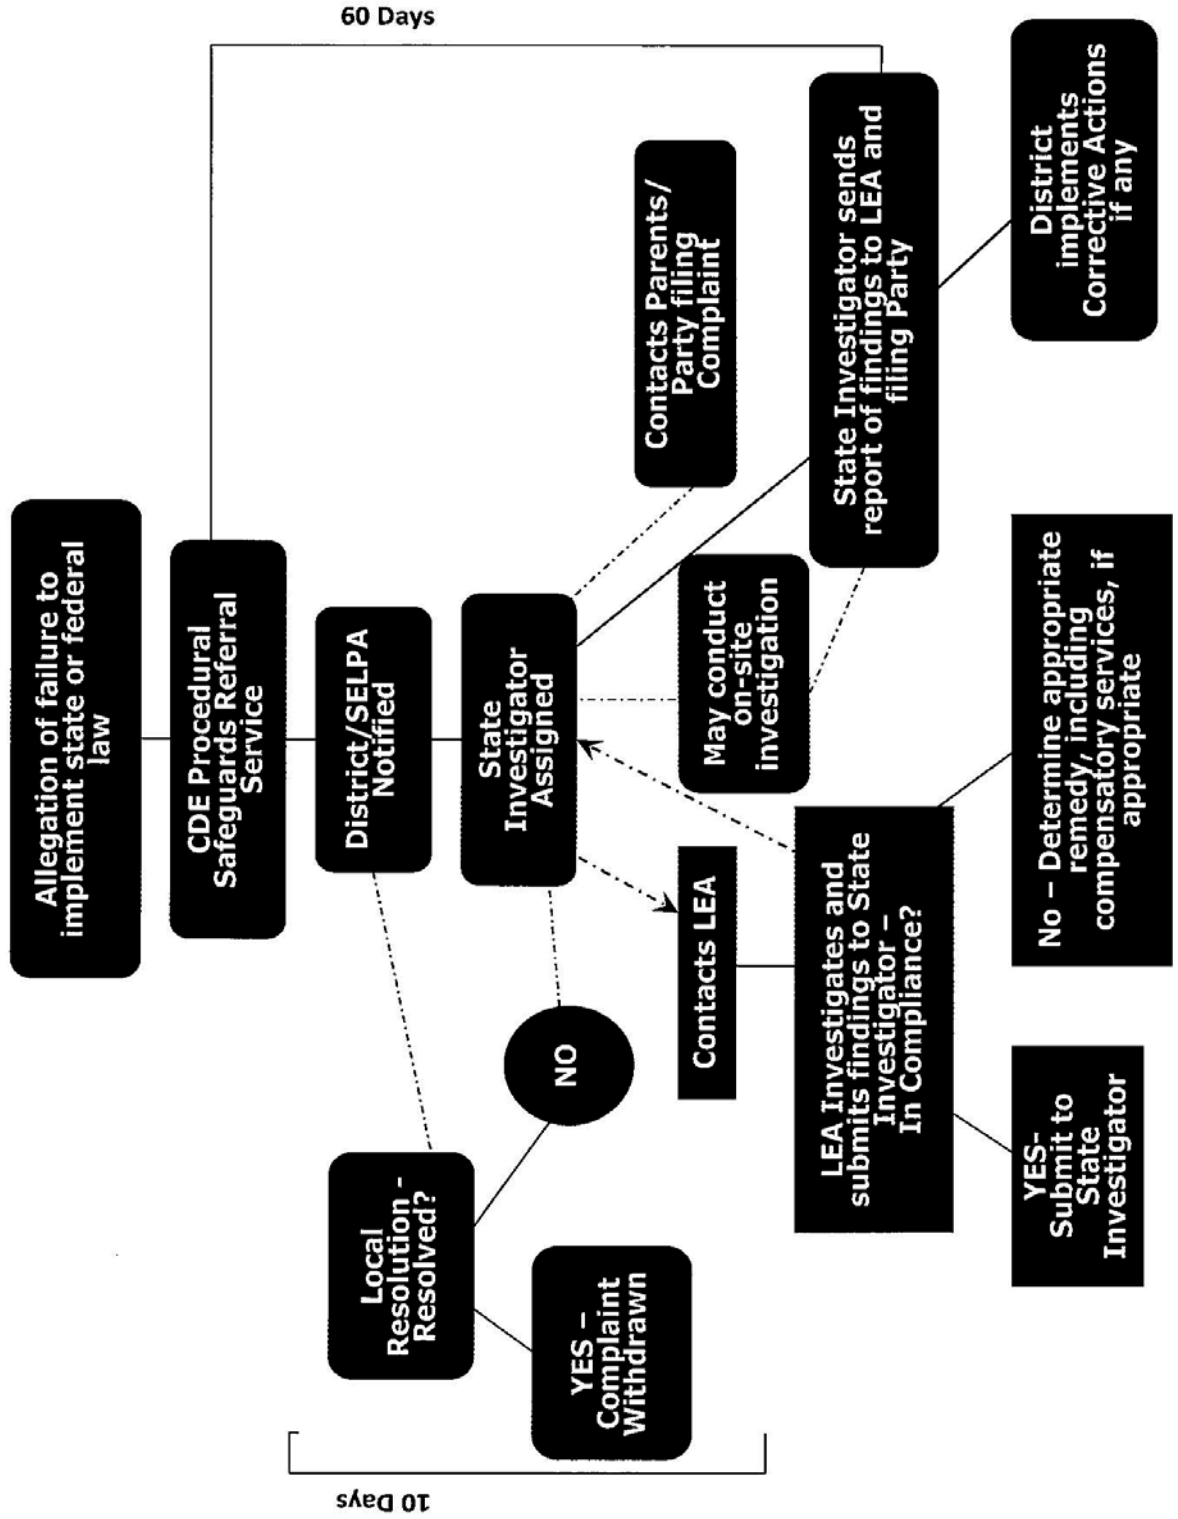 60 Days
Allegation of failure to
implement state or federal
law
CDE Procedural
Safeguards Referral
Service
District/SELPA
Notified
State
Investigator
Assigned
Local
Resolution -
Resolved?
NO
YES –
Complaint
Withdrawn
10 Days
Contacts Parents/
Party filing
Complaint
May conduct
on-site
investigation
Contacts LEA
State Investigator sends
report of findings to LEA and
filing Party
LEA Investigates and
submits findings to State
Investigator –
In Compliance?
YES-
Submit to
State
Investigator
No – Determine appropriate
remedy, including
compensatory services, if
appropriate
District
implements
Corrective Actions
if any